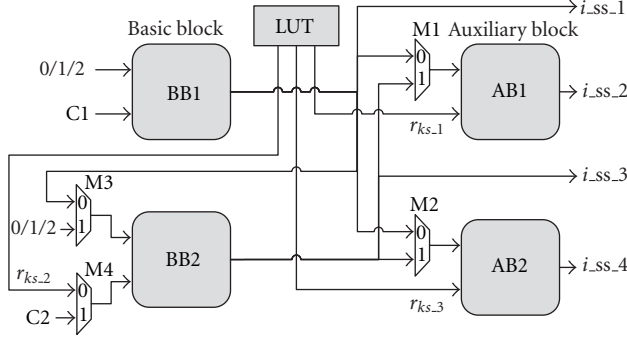 i_ss_1
LUT
Basic block
M1
Auxiliary block
0/1/2
0
1
BB1
AB1
i_ss_2
C1
r_ks_1
M3
i_ss_3
0
0/1/2
1
M2
0
1
BB2
AB2
i_ss_4
r_ks_2
M4
0
1
C2
r_ks_3